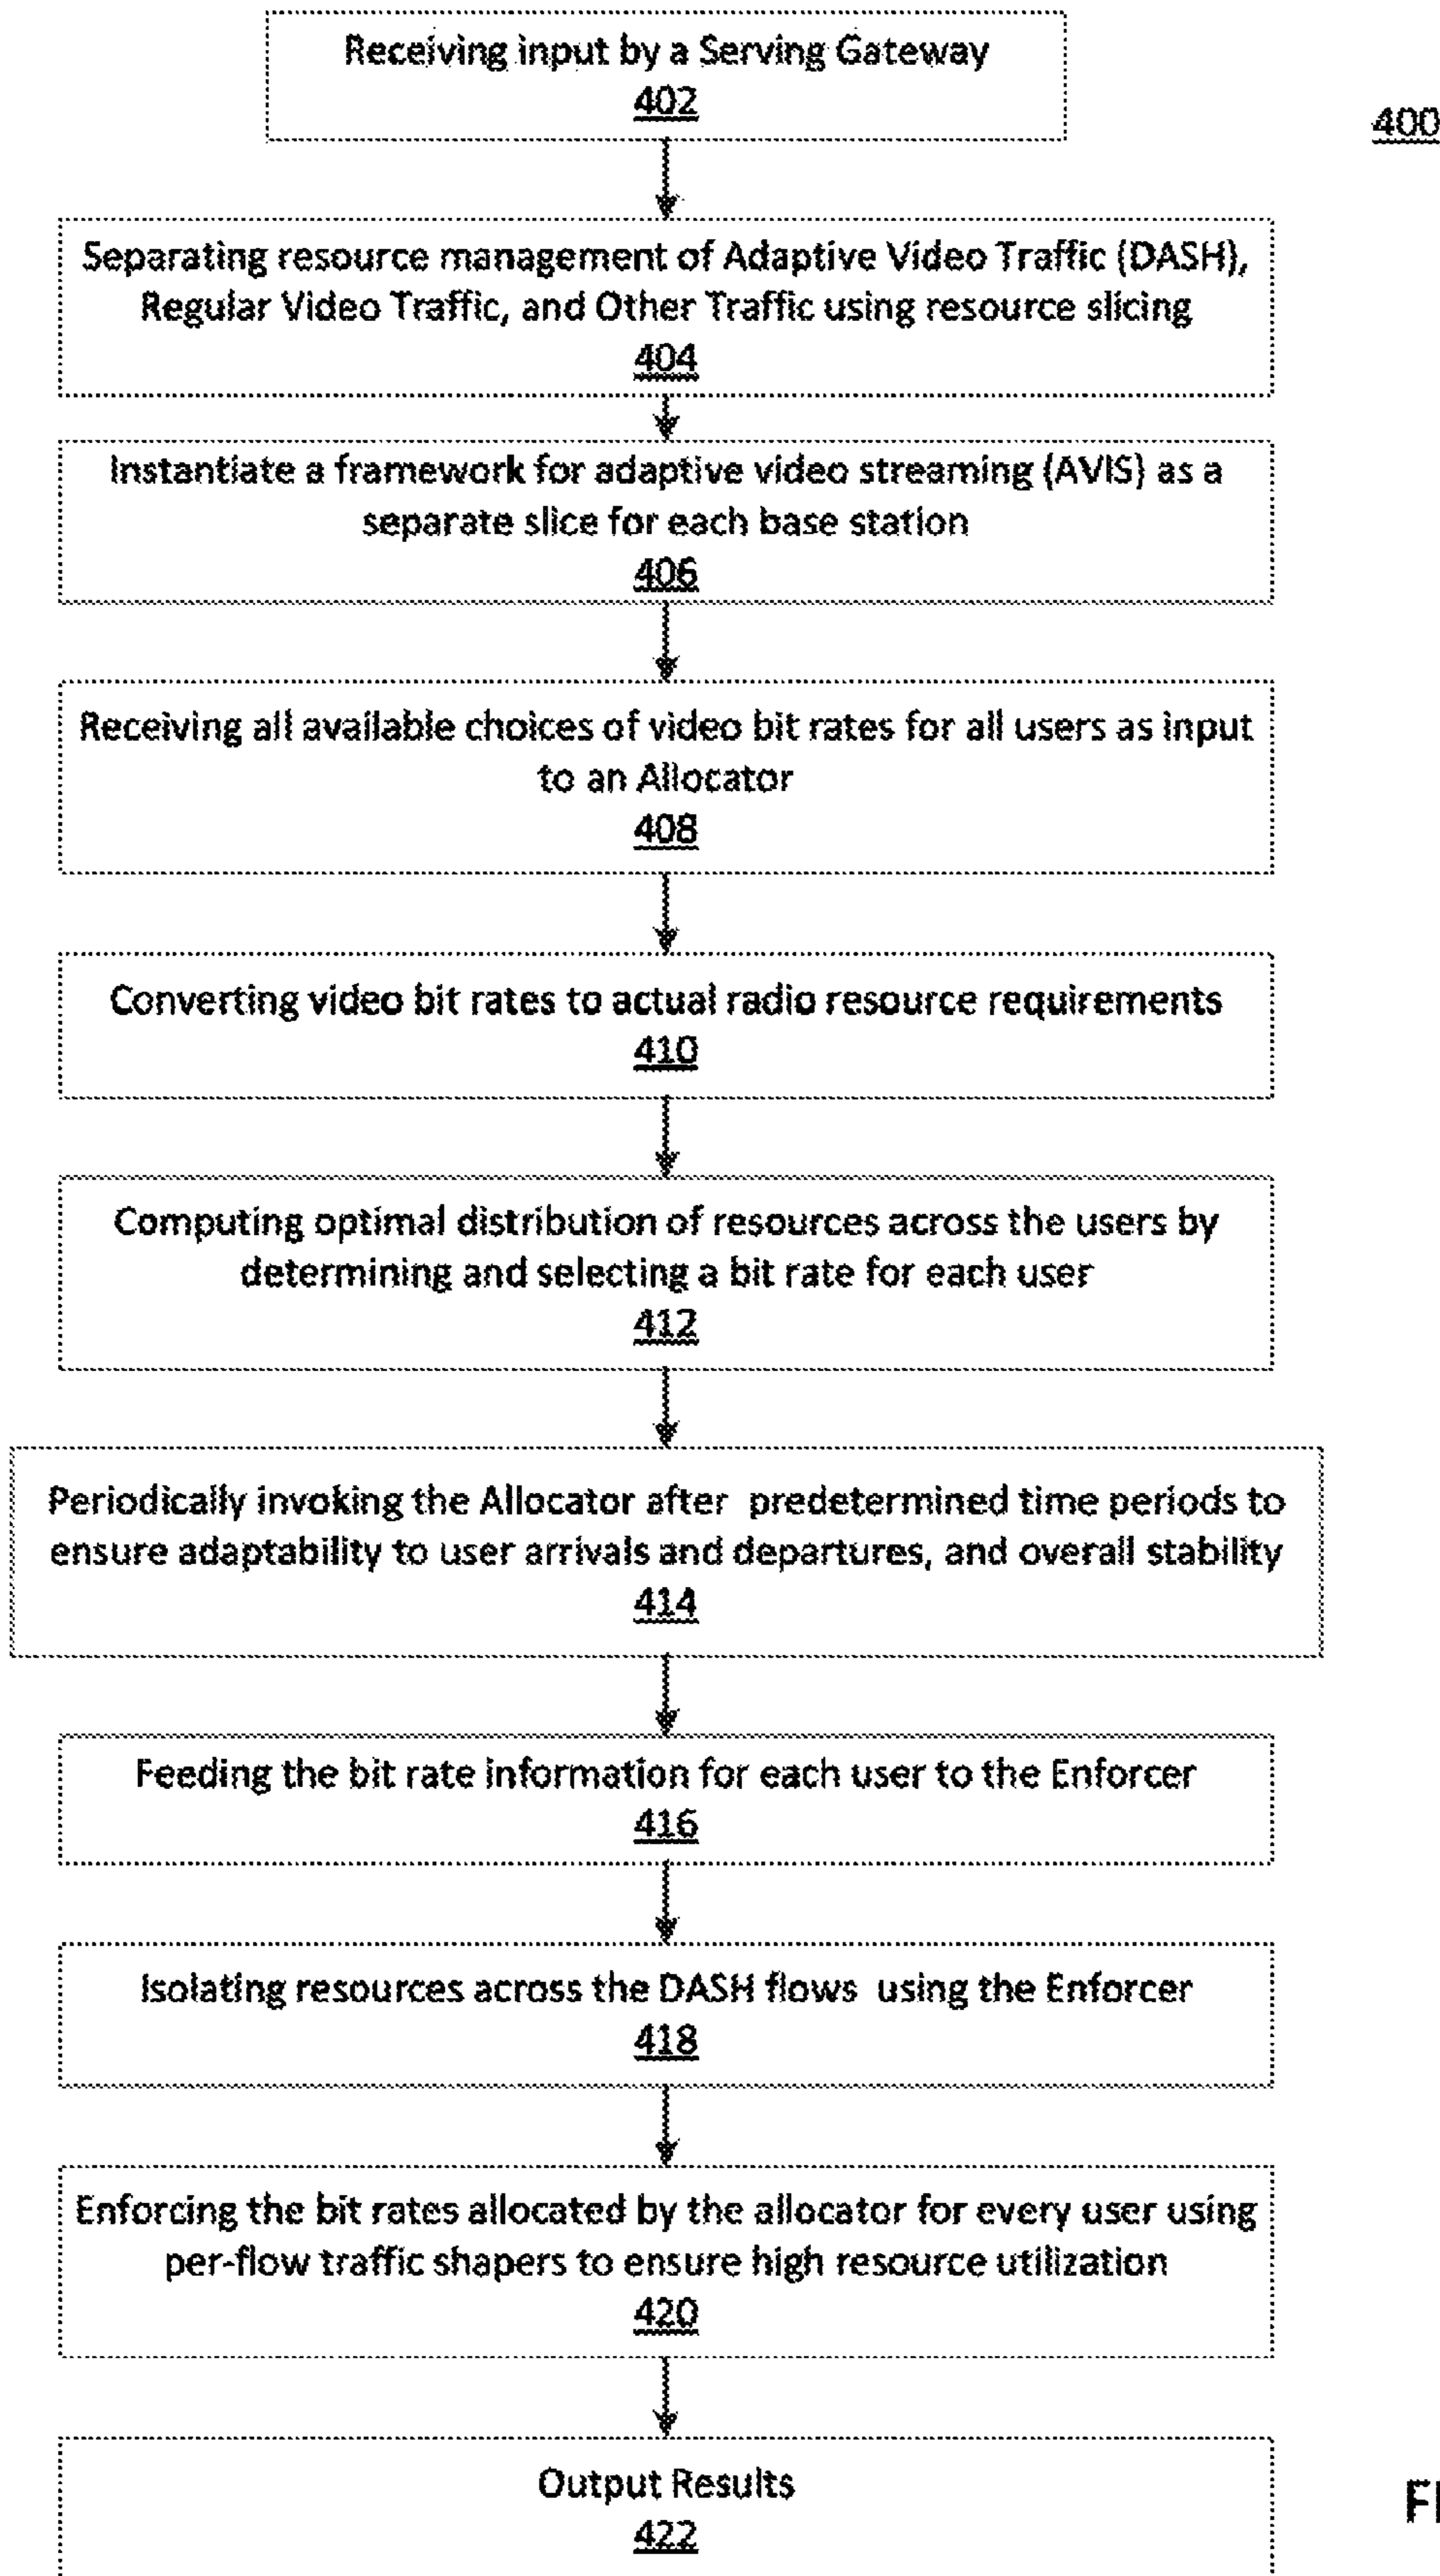 Receiving input by a Serving Gateway
402
400
Separating resource management of Adaptive Video Traffic (DASH),
Regular Video Traffic, and Other Traffic using resource slicing
404
Instantiate a framework for adaptive video streaming (AVIS) as a
separate slice for each base station
406
Receiving all available choices of video bit rates for all users as input
to an Allocator
408
Converting video bit rates to actual radio resource requirements
410
Computing optimal distribution of resources across the users by
determining and selecting a bit rate for each user
412
Periodically invoking the Allocator after predetermined time periods to
ensure adaptability to user arrivals and departures, and overall stability
414
Feeding the bit rate information for each user to the Enforcer
416
Isolating resources across the DASH flows using the Enforcer
418
Enforcing the bit rates allocated by the allocator for every user using
per-flow traffic shapers to ensure high resource utilization
420
Output Results
422